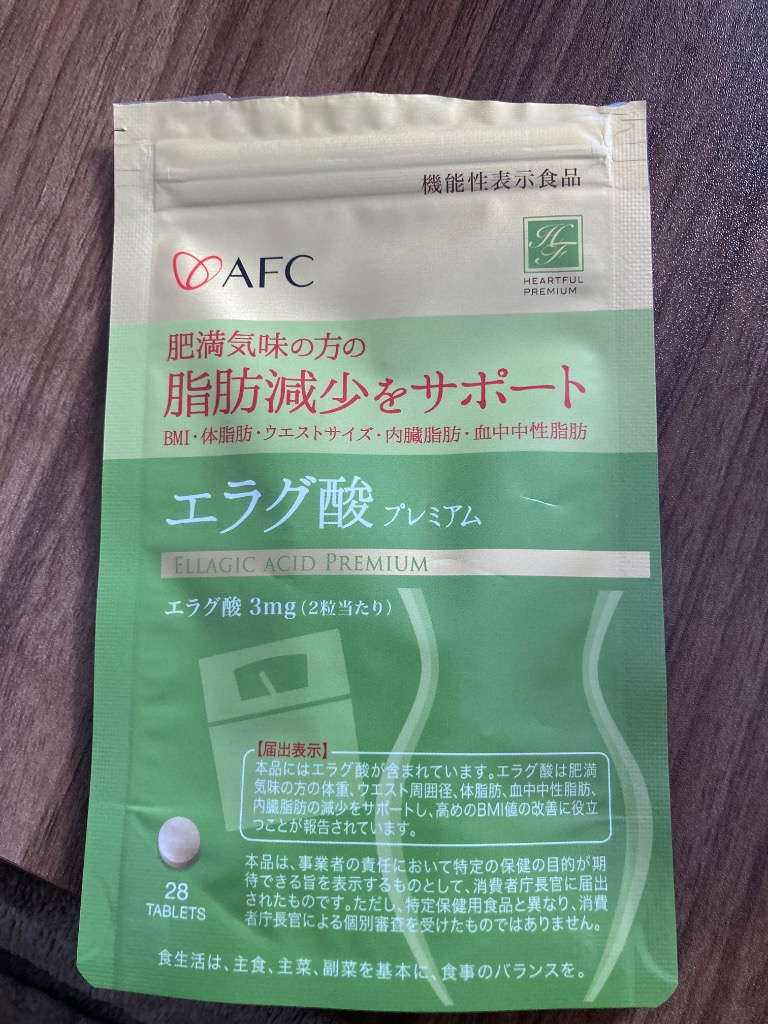 機能性表示食品
AFC
HF
HEARTFUL
PREMIUM
肥満気味の方の
脂肪減少をサポート
BMI・体脂肪・ウエストサイズ・内臓脂肪・血中中性脂肪
エラグ酸 プレミアム
ELLAGIC ACID PREMIUM
エラグ酸 3mg(2粒当たり)
【届出表示】
本品にはエラグ酸が含まれています。エラグ酸は肥満
気味の方の体重、ウエスト周囲径、体脂肪、血中中性脂肪、
内臓脂肪の減少をサポートし、高めのBMI値の改善に役立
つことが報告されています。
本品は、事業者の責任において特定の保健の目的が期
待できる旨を表示するものとして、消費者庁長官に届出
されたものです。ただし、特定保健用食品と異なり、消費
者庁長官による個別審査を受けたものではありません。
28
TABLETS
食生活は、主食、主菜、副菜を基本に、食事のバランスを。